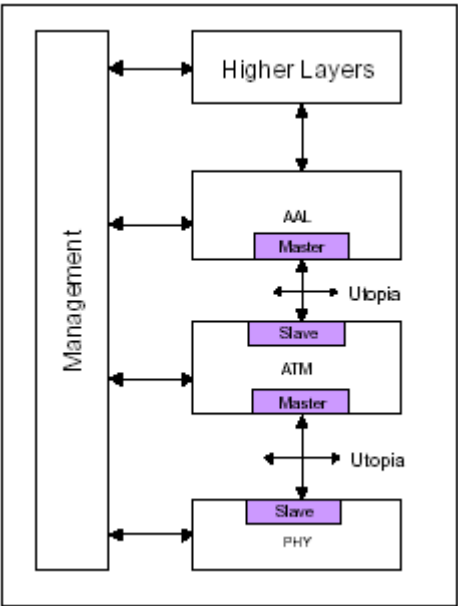 Higher Layers
Management
AAL
Master
Utopia
Slave
ATM
Master
Utopia
Slave
PHY